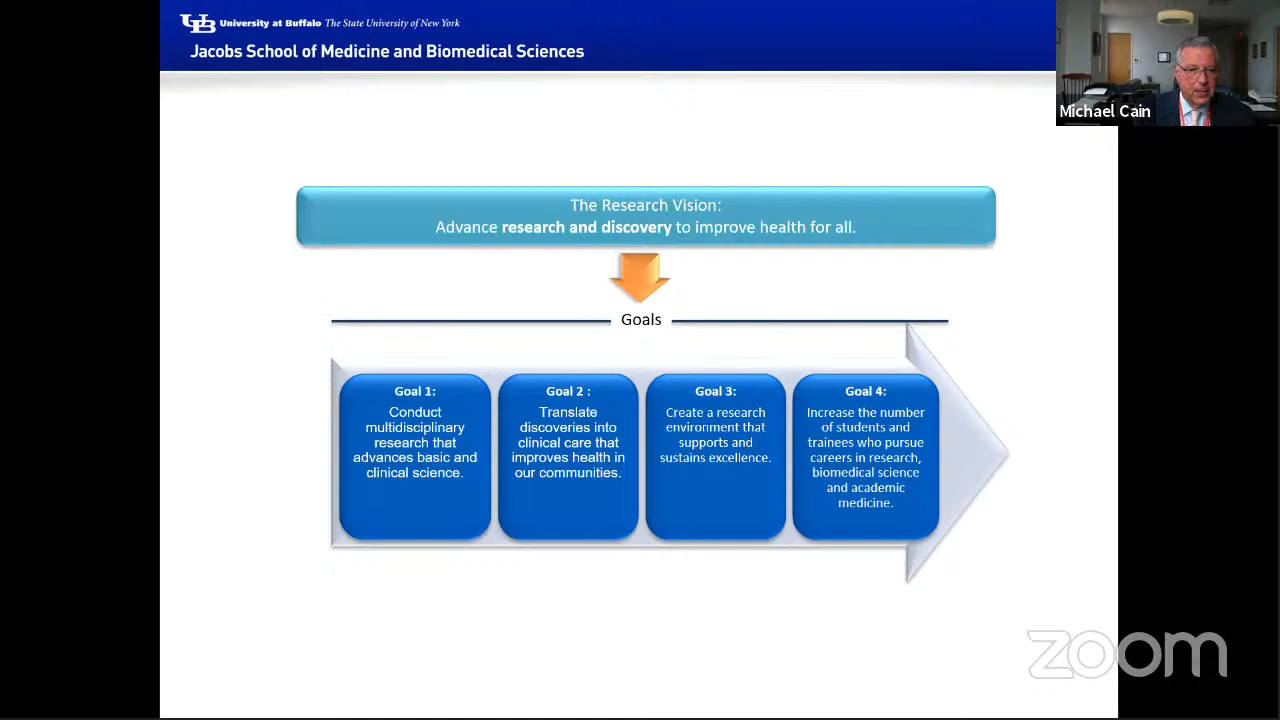 UB University at Buffalo The State University of New York
Jacobs School of Medicine and Biomedical Sciences
Michael Cain
The Research Vision:
Advance research and discovery to improve health for all.
Goals
Goal 1:
Conduct
multidisciplinary
research that
advances basic and
clinical science.
Goal 2 :
Translate
discoveries into
clinical care that
improves health in
our communities.
Goal 3:
Create a research
environment that
supports and
sustains excellence.
Goal 4:
Increase the number
of students and
trainees who pursue
careers in research,
biomedical science
and academic
medicine.
zoom